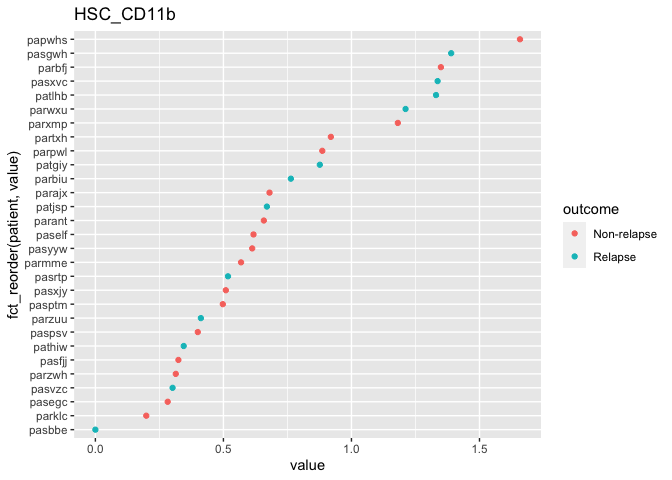 HSC_CD11b
fct_reorder(patient, value)
papwhs
pasgwh
parbfj
pasxvc
patlhb
parwxu
parxmp
partxh
parpwl
patgiy
parbiu
parajx
patjsp
parant
paself
pasyyw
parmme
pasrtp
pasxjy
pasptm
parzuu
paspsv
pathiw
pasfjj
parzwh
pasvzc
pasegc
parklc
pasbbe
0.0 0.5 1.0 1.5
value
outcome
Non-relapse
Relapse